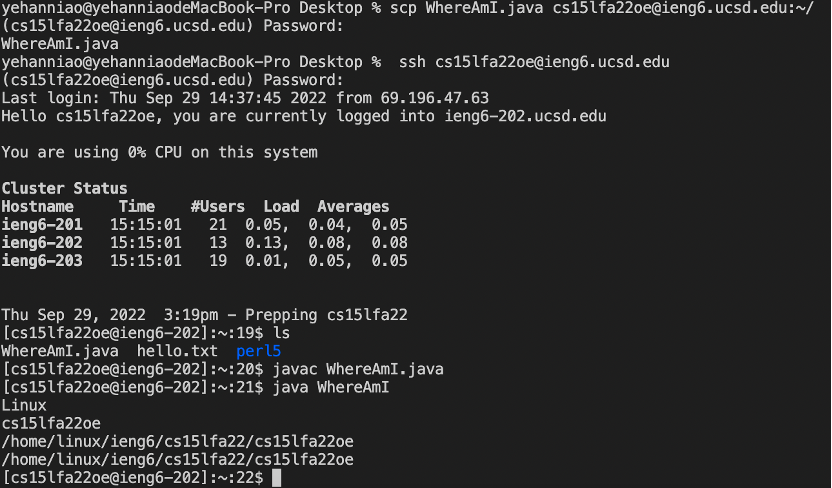 yehanniao@yehanniaodeMacBook-Pro Desktop % scp WhereAmI.java cs15lfa22oe@ieng6.ucsd.edu:~/
(cs15lfa22oe@ieng6.ucsd.edu) Password:
WhereAmI.java
yehanniao@yehanniaodeMacBook-Pro Desktop %  ssh cs15lfa22oe@ieng6.ucsd.edu
(cs15lfa22oe@ieng6.ucsd.edu) Password:
Last login: Thu Sep 29 14:37:45 2022 from 69.196.47.63
Hello cs15lfa22oe, you are currently logged into ieng6-202.ucsd.edu
You are using 0% CPU on this system
Cluster Status
Hostname     Time    #Users  Load  Averages
ieng6-201   15:15:01   21  0.05,  0.04,  0.05
ieng6-202   15:15:01   13  0.13,  0.08,  0.08
ieng6-203   15:15:01   19  0.01,  0.05,  0.05
Thu Sep 29, 2022  3:19pm - Prepping cs15lfa22
[cs15lfa22oe@ieng6-202]:~:19$ ls
WhereAmI.java  hello.txt  perl5
[cs15lfa22oe@ieng6-202]:~:20$ javac WhereAmI.java
[cs15lfa22oe@ieng6-202]:~:21$ java WhereAmI
Linux
cs15lfa22oe
/home/linux/ieng6/cs15lfa22/cs15lfa22oe
/home/linux/ieng6/cs15lfa22/cs15lfa22oe
[cs15lfa22oe@ieng6-202]:~:22$